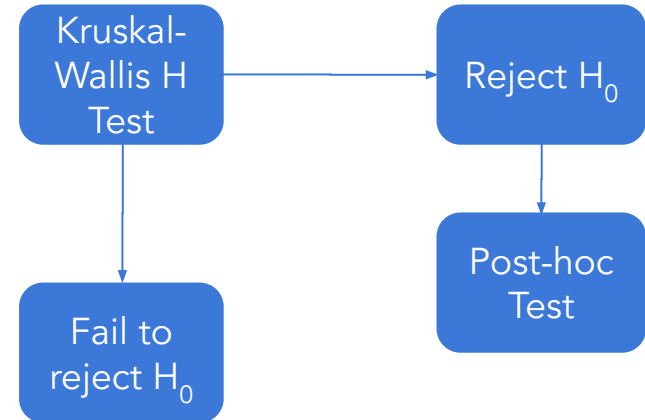 Kruskal-
Wallis H
Test
Reject H₀
Post-hoc
Test
Fail to
reject H₀